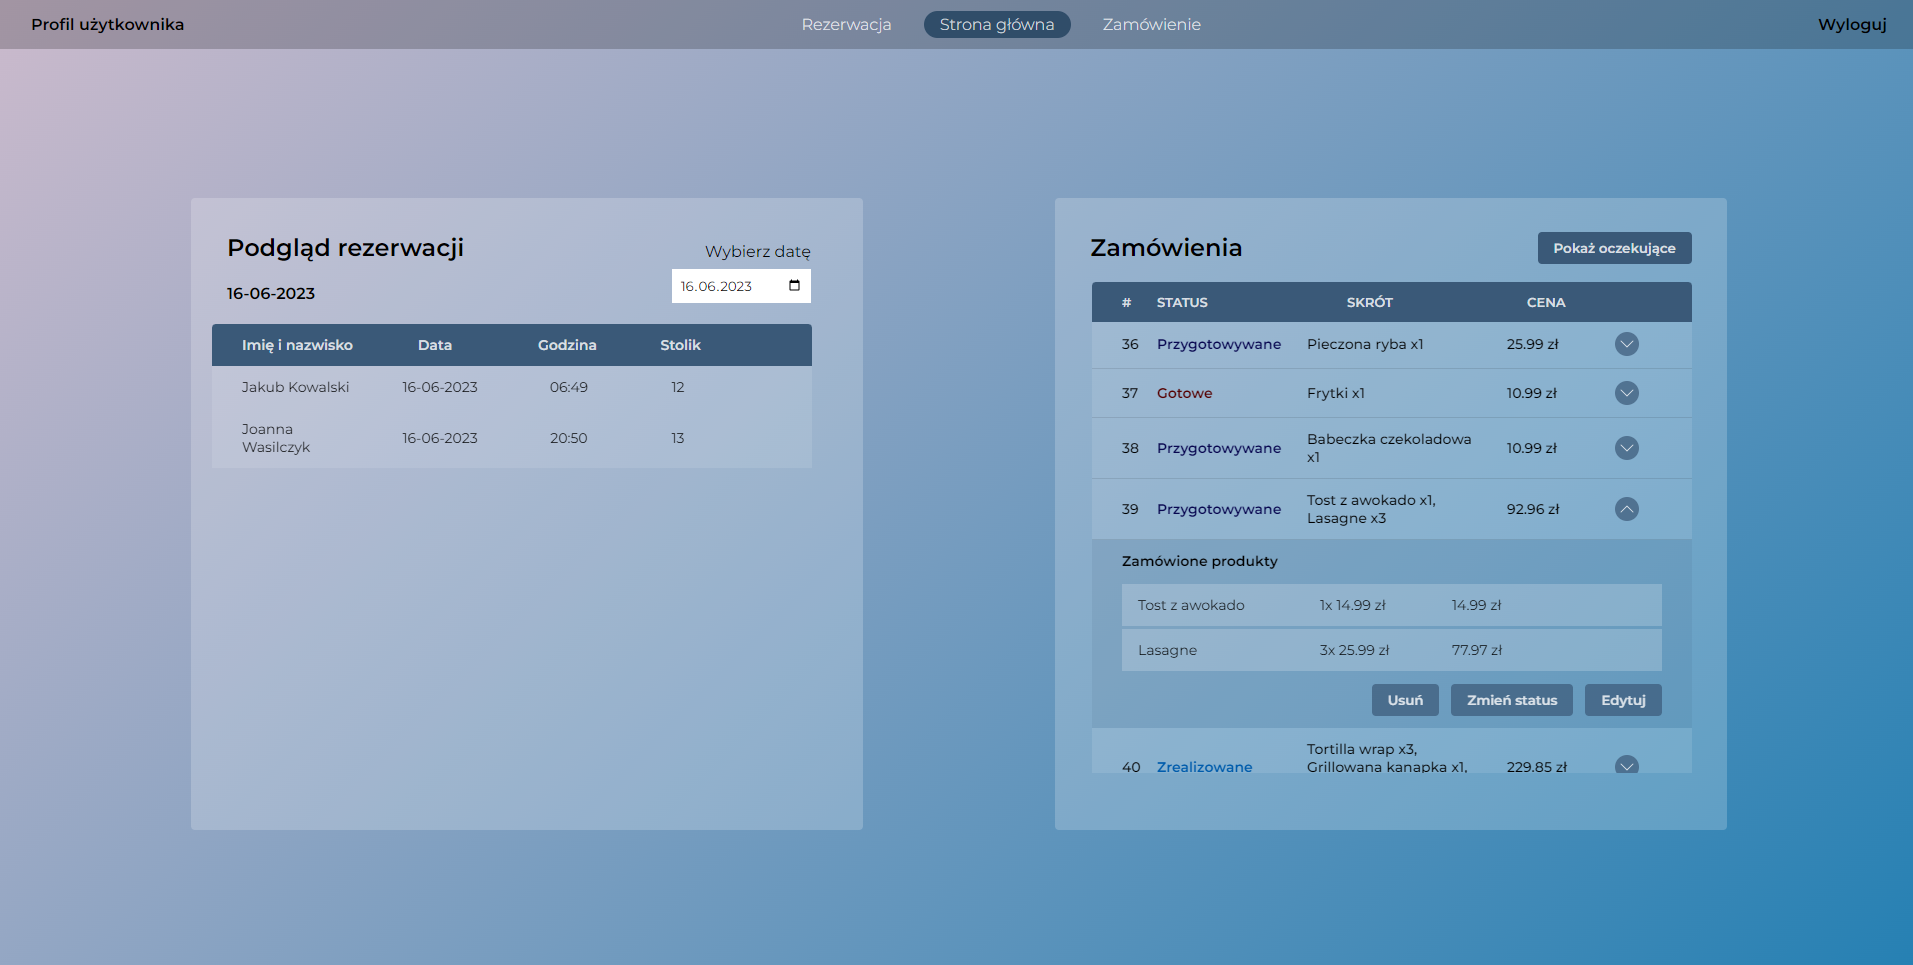 Profil użytkownika
Rezerwacja
Strona główna
Zamówienie
Wyloguj
Podgląd rezerwacji
Wybierz datę
16-06-2023
16.06.2023
Imię i nazwisko Data Godzina Stolik
Jakub Kowalski 16-06-2023 06:49 12
Joanna
Wasilczyk 16-06-2023 20:50 13
Zamówienia
Pokaż oczekujące
# STATUS SKRÓT CENA
36 Przygotowywane Pieczona ryba x1 25.99 zł
37 Gotowe Frytki x1 10.99 zł
38 Przygotowywane Babeczka czekoladowa
x1 10.99 zł
39 Przygotowywane Tost z awokado x1,
Lasagne x3 92.96 zł
Zamówione produkty
Tost z awokado 1x 14.99 zł 14.99 zł
Lasagne 3x 25.99 zł 77.97 zł
Usuń Zmień status Edytuj
Tortilla wrap x3,
40 Zrealizowane Grillowana kanapka x1, 229.85 zł